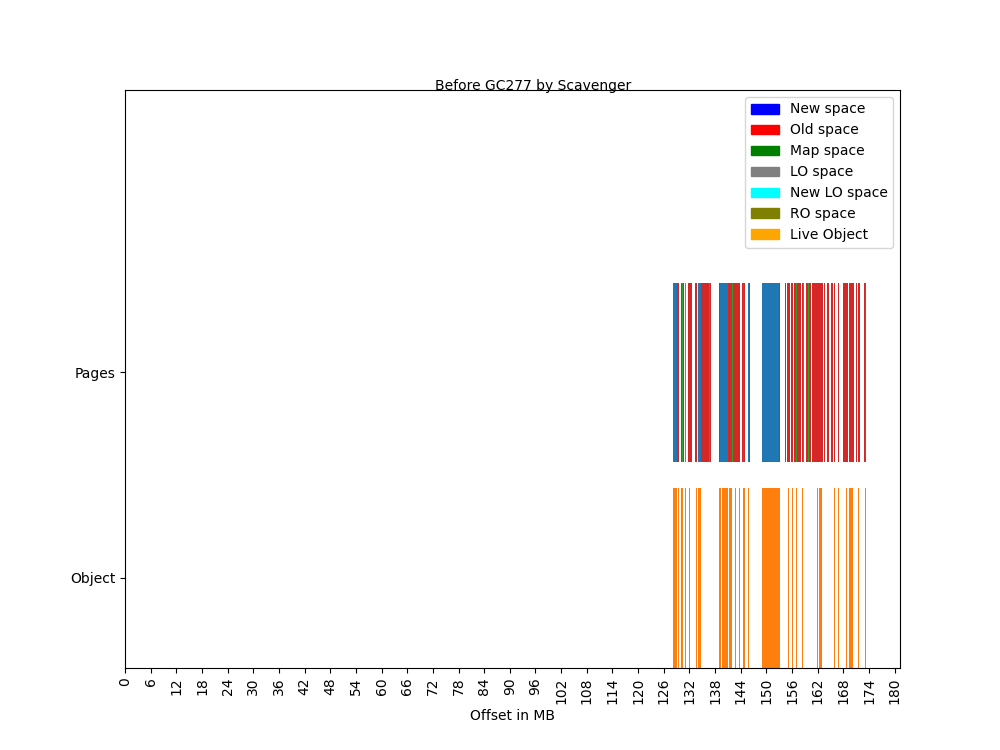 Before GC277 by Scavenger
New space
Old space
Map space
LO space
New LO space
RO space
Live Object
Pages
Object
0 6 12 18 24 30 36 42 48 54 60 66 72 78 84 90 96 102 108 114 120 126 132 138 144 150 156 162 168 174 180
Offset in MB